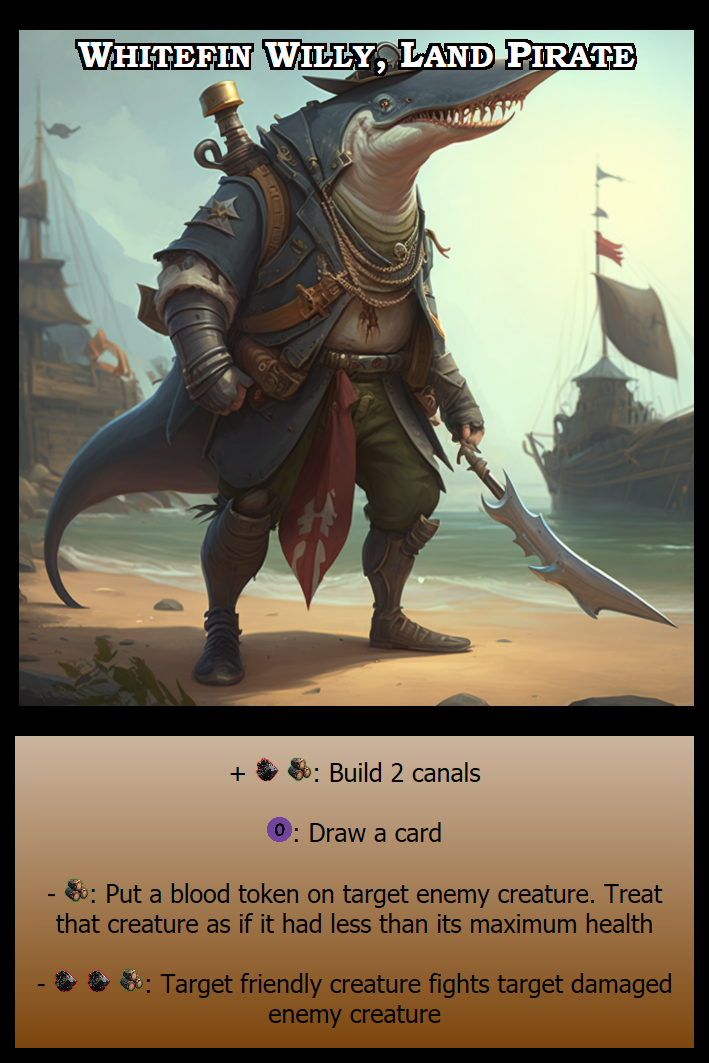 Whitefin Willy, Land Pirate
+ : Build 2 canals
0: Draw a card
- : Put a blood token on target enemy creature. Treat
that creature as if it had less than its maximum health
- : Target friendly creature fights target damaged
enemy creature